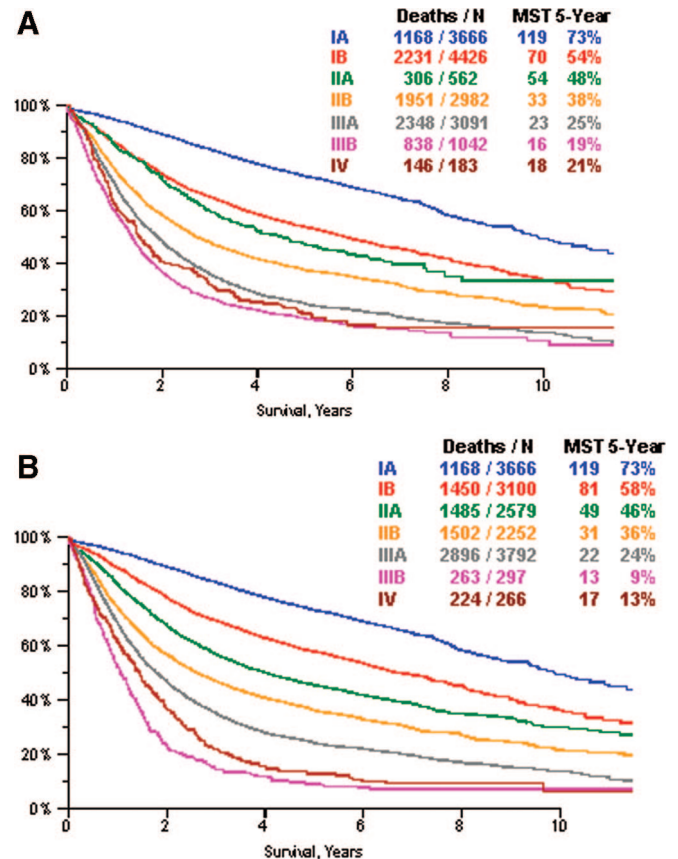 A
Deaths / N MST 5-Year
IA 1168 / 3666 119 73%
IB 2231 / 4426 70 54%
IIA 306 / 562 54 48%
IIB 1951 / 2982 33 38%
IIIA 2348 / 3091 23 25%
IIIB 838 / 1042 16 19%
IV 146 / 183 18 21%
100%
80%
60%
40%
20%
0%
0 2 4 6 8 10
Survival, Years
B
Deaths / N MST 5-Year
IA 1168 / 3666 119 73%
IB 1450 / 3100 81 58%
IIA 1485 / 2579 49 46%
IIB 1502 / 2252 31 36%
IIIA 2896 / 3792 22 24%
IIIB 263 / 297 13 9%
IV 224 / 266 17 13%
100%
80%
60%
40%
20%
0%
0 2 4 6 8 10
Survival, Years